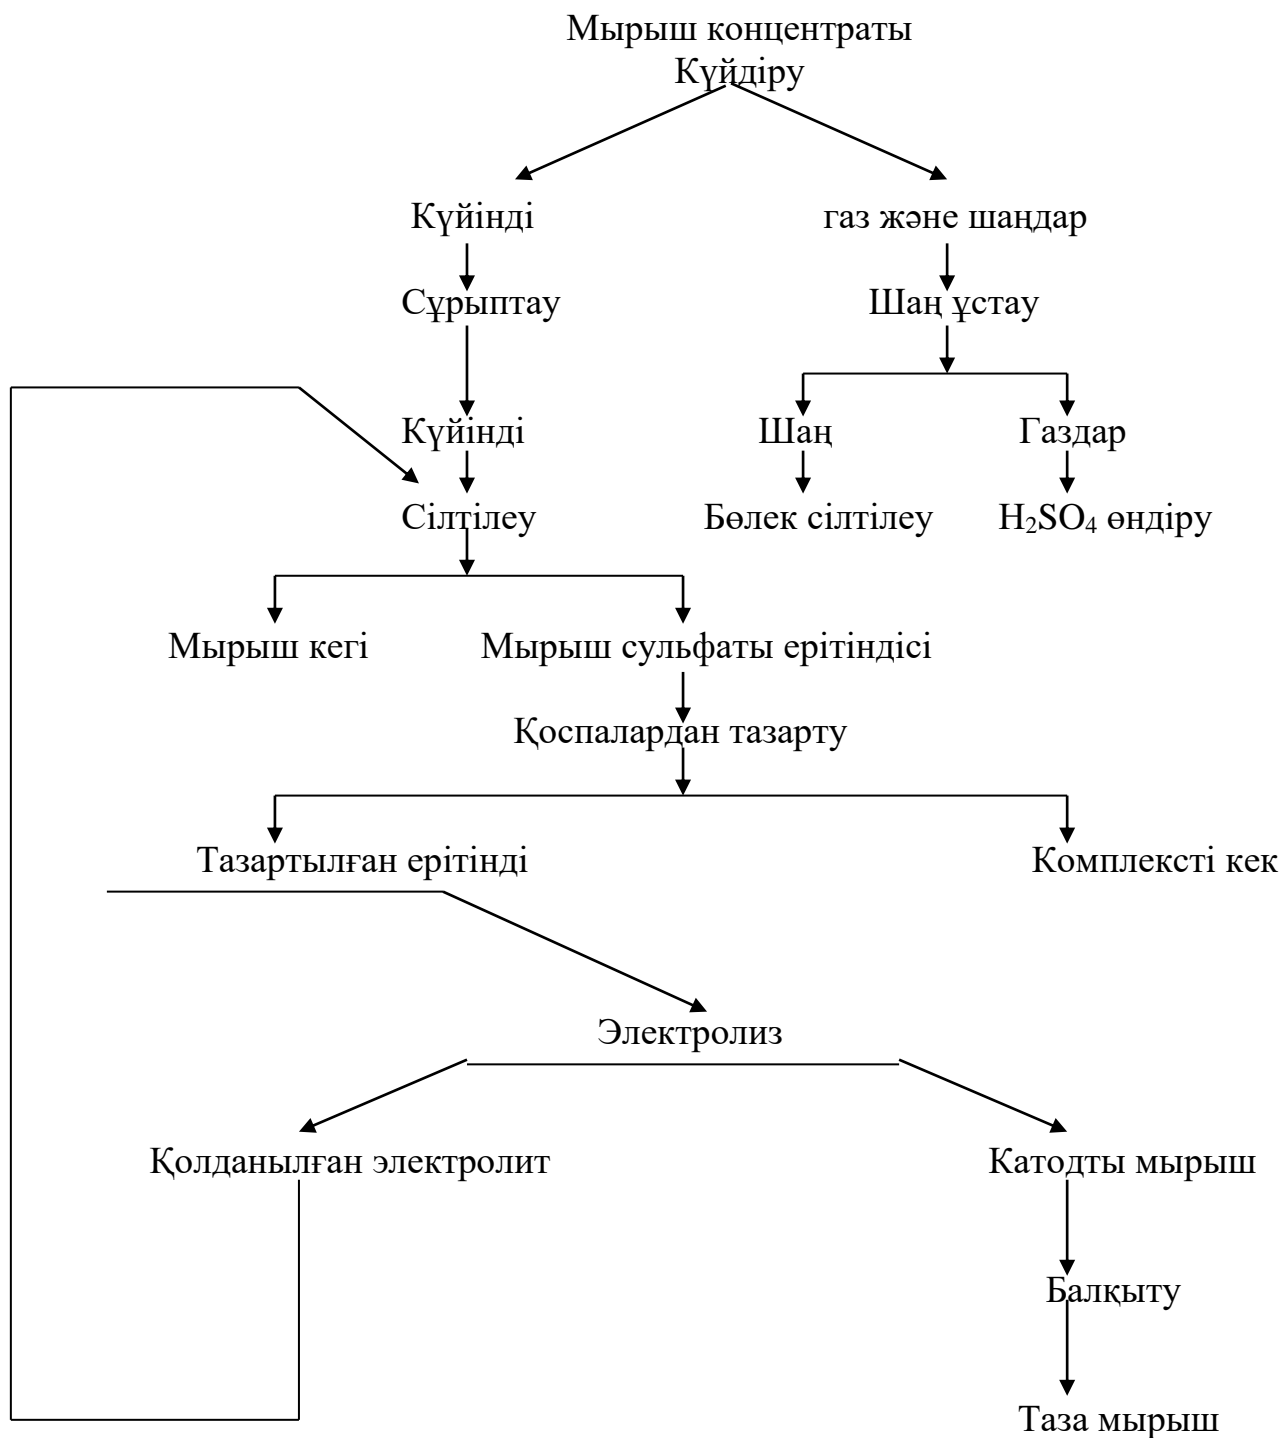 Мырыш концентраты
Күйдіру
Күйінді
газ және шаңдар
Сұрыптау
Шаң ұстау
Күйінді
Шаң
Газдар
Сілтілеу
Бөлек сілтілеу
H₂SO₄ өндіру
Мырыш кегі
Мырыш сульфаты ерітіндісі
Қоспалардан тазарту
Тазартылған ерітінді
Комплексті кек
Электролиз
Қолданылған электролит
Катодты мырыш
Балқыту
Таза мырыш